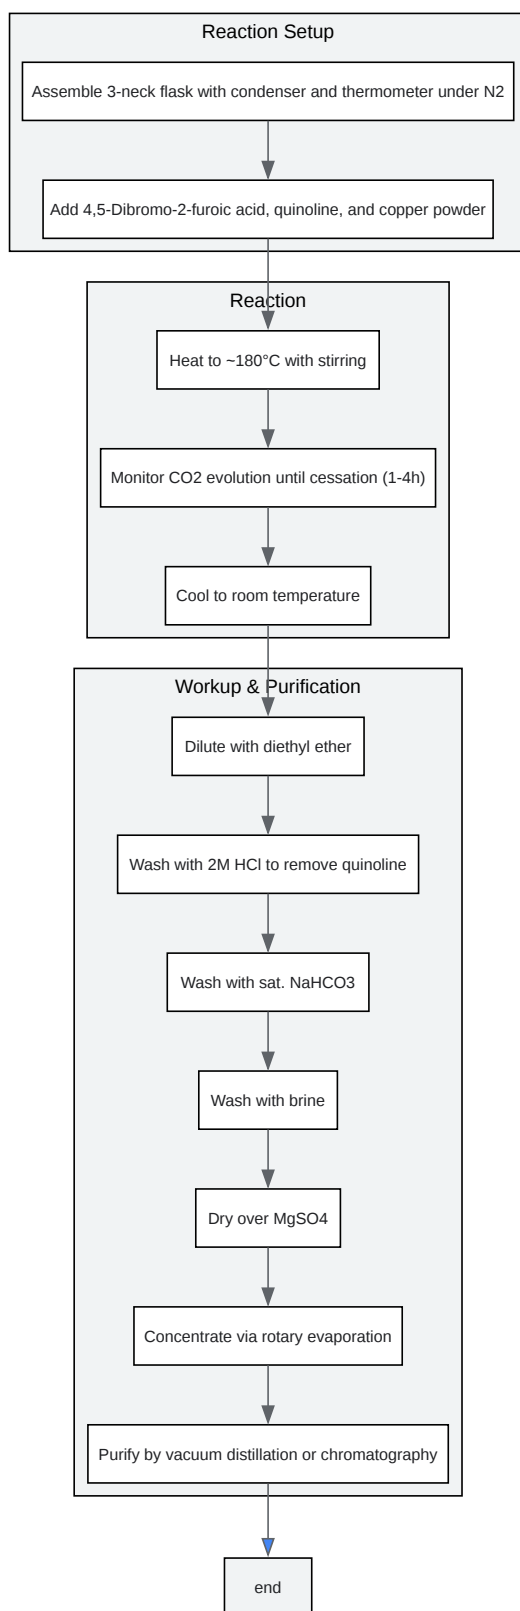 Reaction Setup
Assemble 3-neck flask with condenser and thermometer under N2
Add 4,5-Dibromo-2-furoic acid, quinoline, and copper powder
Reaction
Heat to ~180°C with stirring
Monitor CO2 evolution until cessation (1-4h)
Cool to room temperature
Workup & Purification
Dilute with diethyl ether
Wash with 2M HCl to remove quinoline
Wash with sat. NaHCO3
Wash with brine
Dry over MgSO4
Concentrate via rotary evaporation
Purify by vacuum distillation or chromatography
end